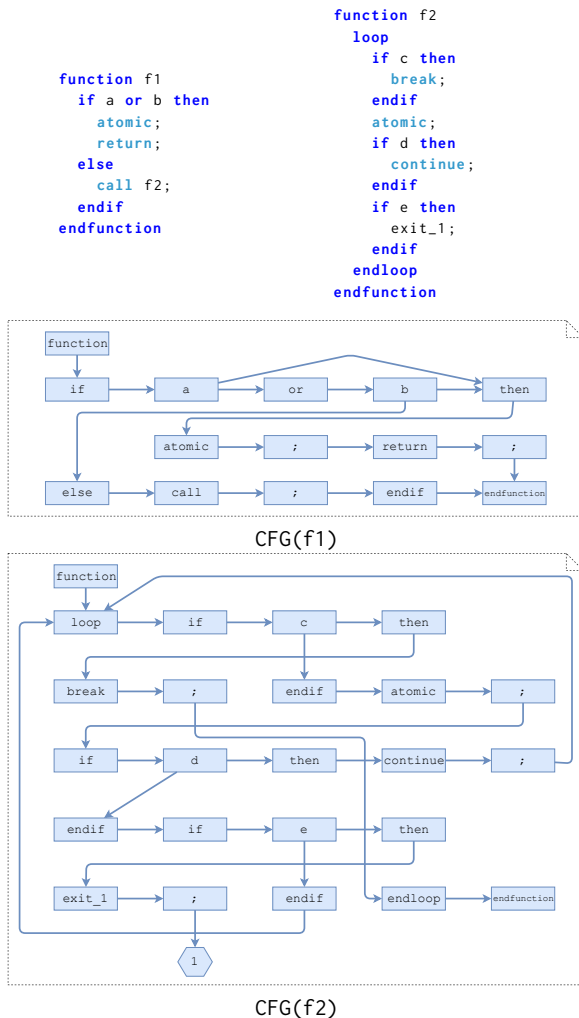 function f1
if a or b then
atomic;
return;
else
call f2;
endif
endfunction
function f2
loop
if c then
break;
endif
atomic;
if d then
continue;
endif
if e then
exit_1;
endif
endloop
endfunction
function
if a or b then
atomic ; return ;
else call ; endif endfunction
CFG(f1)
function
loop if c then
break ; endif atomic ;
if d then continue ;
endif if e then
exit_1 ; endif endloop endfunction
1
CFG(f2)